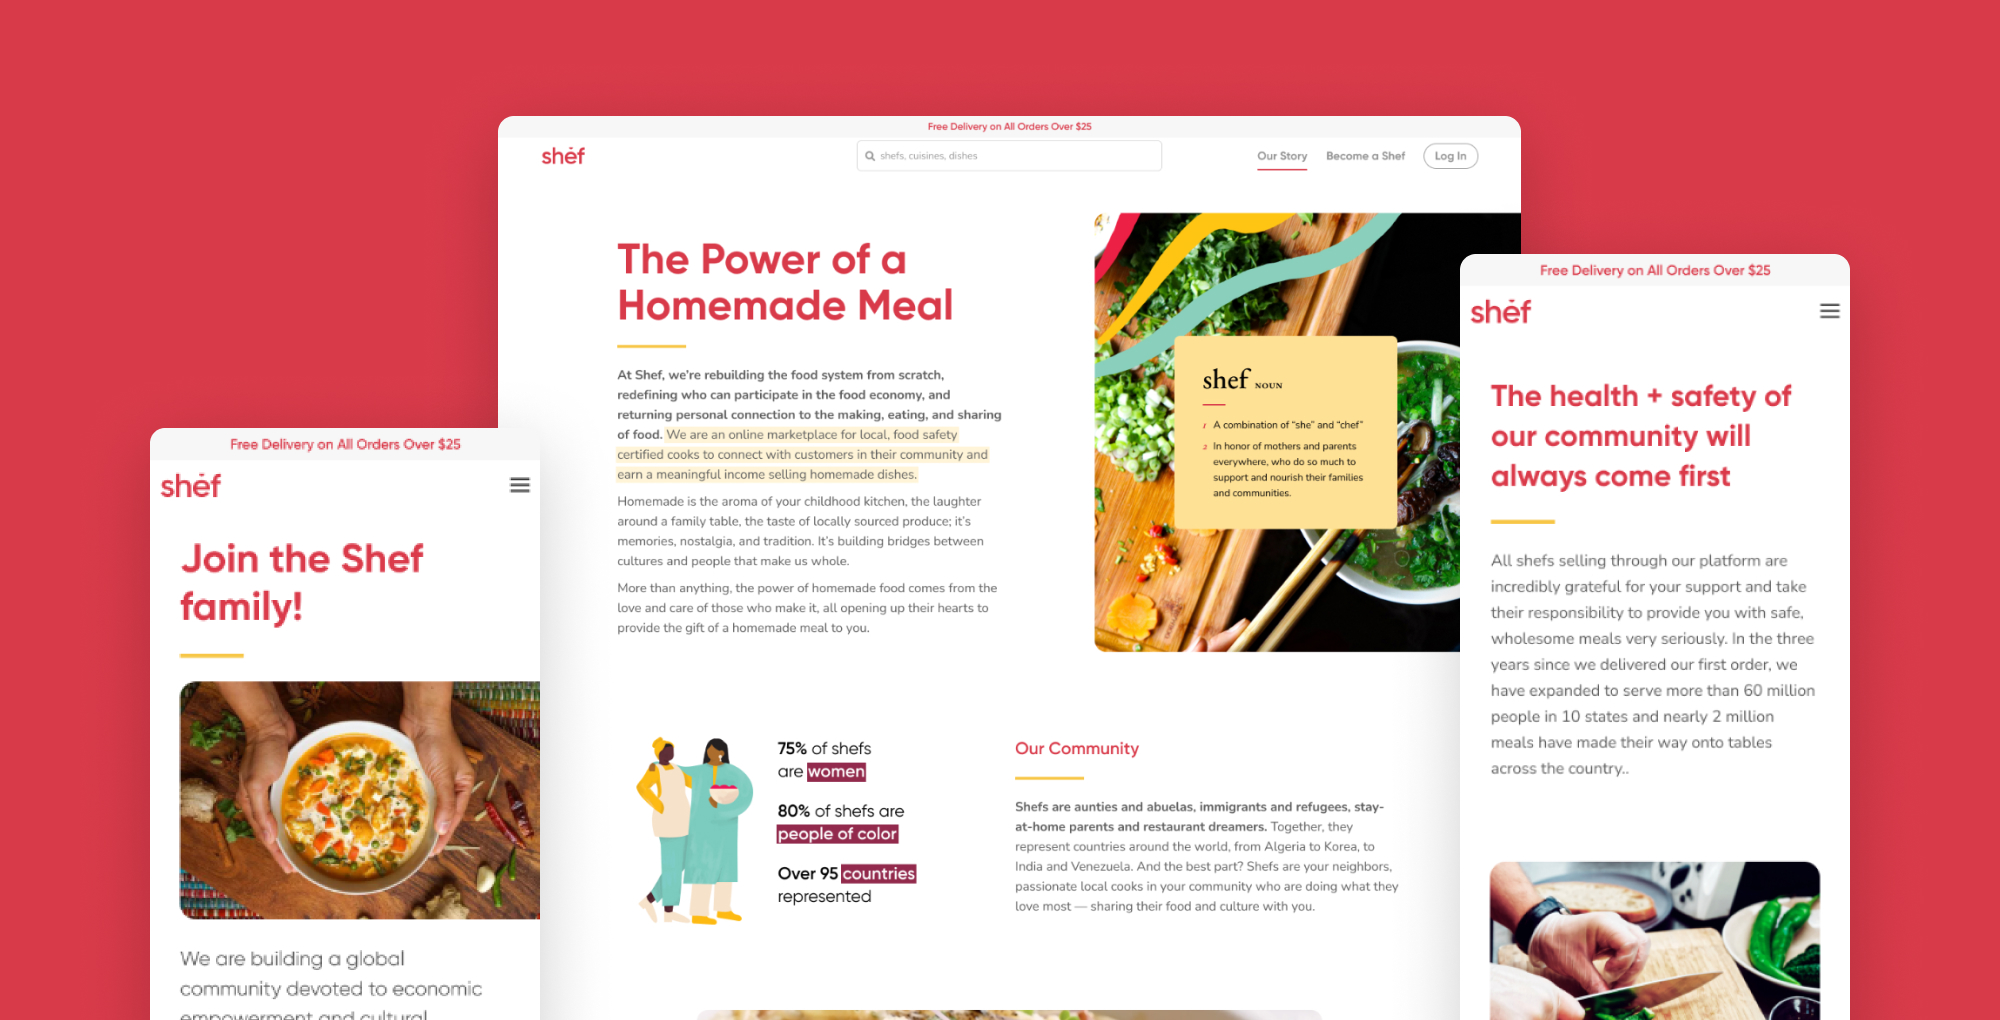 Free Delivery on All Orders Over $25
shef
shefs, cuisines, dishes
Our Story
Become a Shef
Log In
The Power of a
Homemade Meal
At Shef, we're rebuilding the food system from scratch,
redefining who can participate in the food economy, and
returning personal connection to the making, eating, and sharing
of food. We are an online marketplace for local, food safety
certified cooks to connect with customers in their community and
earn a meaningful income selling homemade dishes.
Homemade is the aroma of your childhood kitchen, the laughter
around a family table, the taste of locally sourced produce; it's
memories, nostalgia, and tradition. It's building bridges between
cultures and people that make us whole.
More than anything, the power of homemade food comes from the
love and care of those who make it, all opening up their hearts to
provide the gift of a homemade meal to you.
shef NOUN
1 A combination of "she" and "chef"
2 In honor of mothers and parents
everywhere, who do so much to
support and nourish their families
and communities.
75% of shefs
are women
80% of shefs are
people of color
Over 95 countries
represented
Our Community
Shefs are aunties and abuelas, immigrants and refugees, stay-
at-home parents and restaurant dreamers. Together, they
represent countries around the world, from Algeria to Korea, to
India and Venezuela. And the best part? Shefs are your neighbors,
passionate local cooks in your community who are doing what they
love most — sharing their food and culture with you.
Free Delivery on All Orders Over $25
shef
Join the Shef
family!
We are building a global
community devoted to economic
empowerment and cultural
Free Delivery on All Orders Over $25
shef
The health + safety of
our community will
always come first
All shefs selling through our platform are
incredibly grateful for your support and take
their responsibility to provide you with safe,
wholesome meals very seriously. In the three
years since we delivered our first order, we
have expanded to serve more than 60 million
people in 10 states and nearly 2 million
meals have made their way onto tables
across the country..